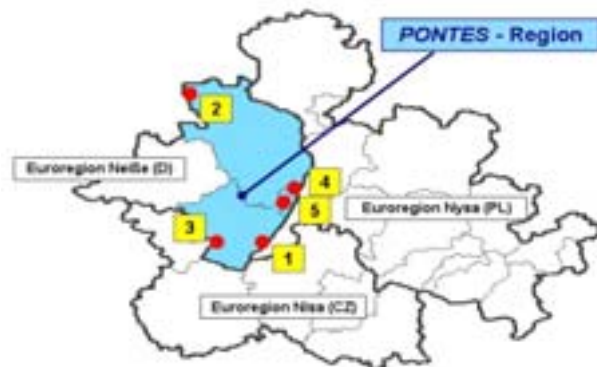 PONTES - Region
2
Euroregion Neiße (D)
4
5
Euroregion Nysa (PL)
3
1
Euroregion Nisa (CZ)